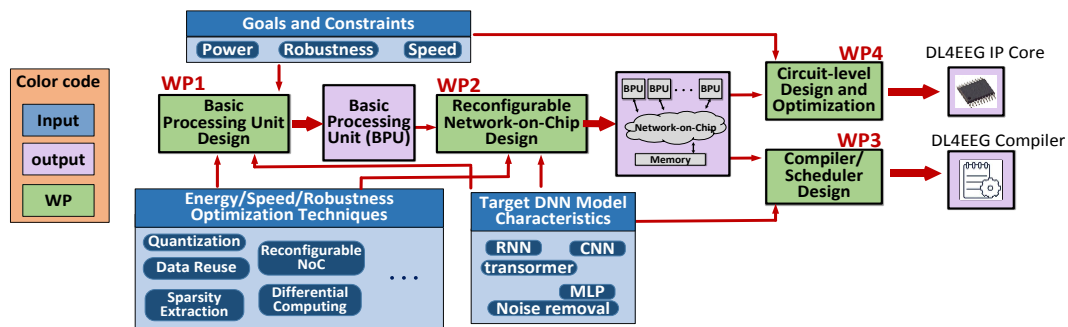 Goals and Constraints
Power
Robustness
Speed
Color code
Input
output
WP
WP1
Basic
Processing Unit
Design
Basic
Processing
Unit (BPU)
WP2
Reconfigurable
Network-on-Chip
Design
BPU
BPU
. . .
BPU
Network-on-Chip
Memory
WP4
Circuit-level
Design and
Optimization
DL4EEG IP Core
WP3
Compiler/
Scheduler
Design
DL4EEG Compiler
Energy/Speed/Robustness
Optimization Techniques
Quantization
Data Reuse
Sparsity
Extraction
Reconfigurable
NoC
Differential
Computing
. . .
Target DNN Model
Characteristics
RNN
CNN
transormer
MLP
Noise removal